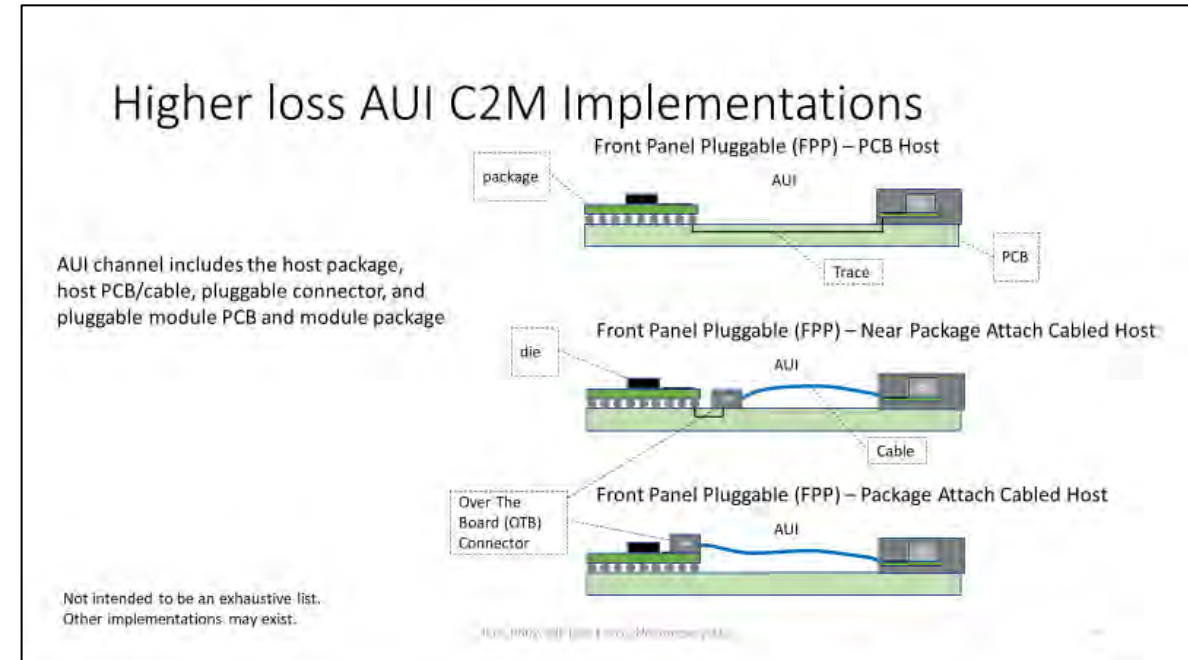 Higher loss AUI C2M Implementations
Front Panel Pluggable (FPP) – PCB Host
package
AUI
Trace
PCB
AUI channel includes the host package,
host PCB/cable, pluggable connector, and
pluggable module PCB and module package
Front Panel Pluggable (FPP) – Near Package Attach Cabled Host
die
AUI
Cable
Front Panel Pluggable (FPP) – Package Attach Cabled Host
Over The
Board (OTB)
Connector
AUI
Not intended to be an exhaustive list.
Other implementations may exist.